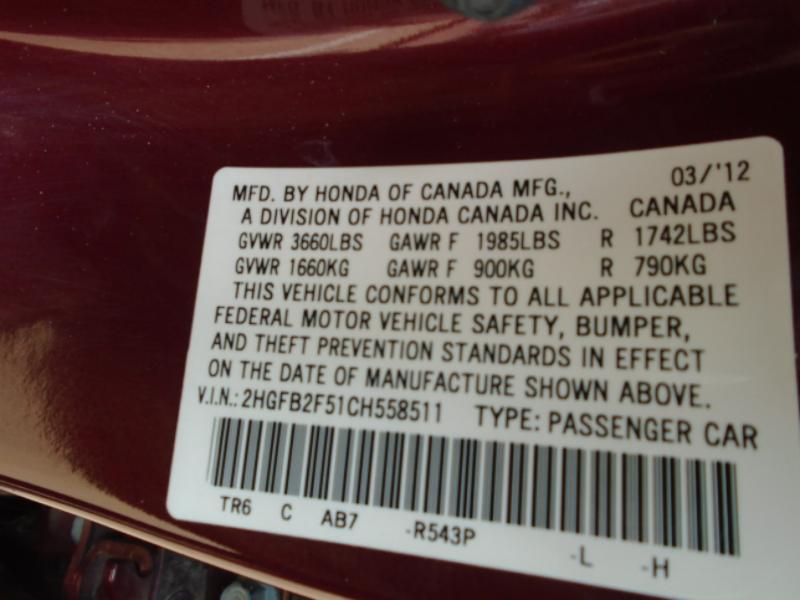 03/'12
MFD. BY HONDA OF CANADA MFG.,
A DIVISION OF HONDA CANADA INC. CANADA
GVWR 3660LBS GAWR F 1985LBS R 1742LBS
GVWR 1660KG GAWR F 900KG R 790KG
THIS VEHICLE CONFORMS TO ALL APPLICABLE
FEDERAL MOTOR VEHICLE SAFETY, BUMPER,
AND THEFT PREVENTION STANDARDS IN EFFECT
ON THE DATE OF MANUFACTURE SHOWN ABOVE.
V.I.N.: 2HGFB2F51CH558511 TYPE: PASSENGER CAR
TR6 C AB7 -R543P -L -H